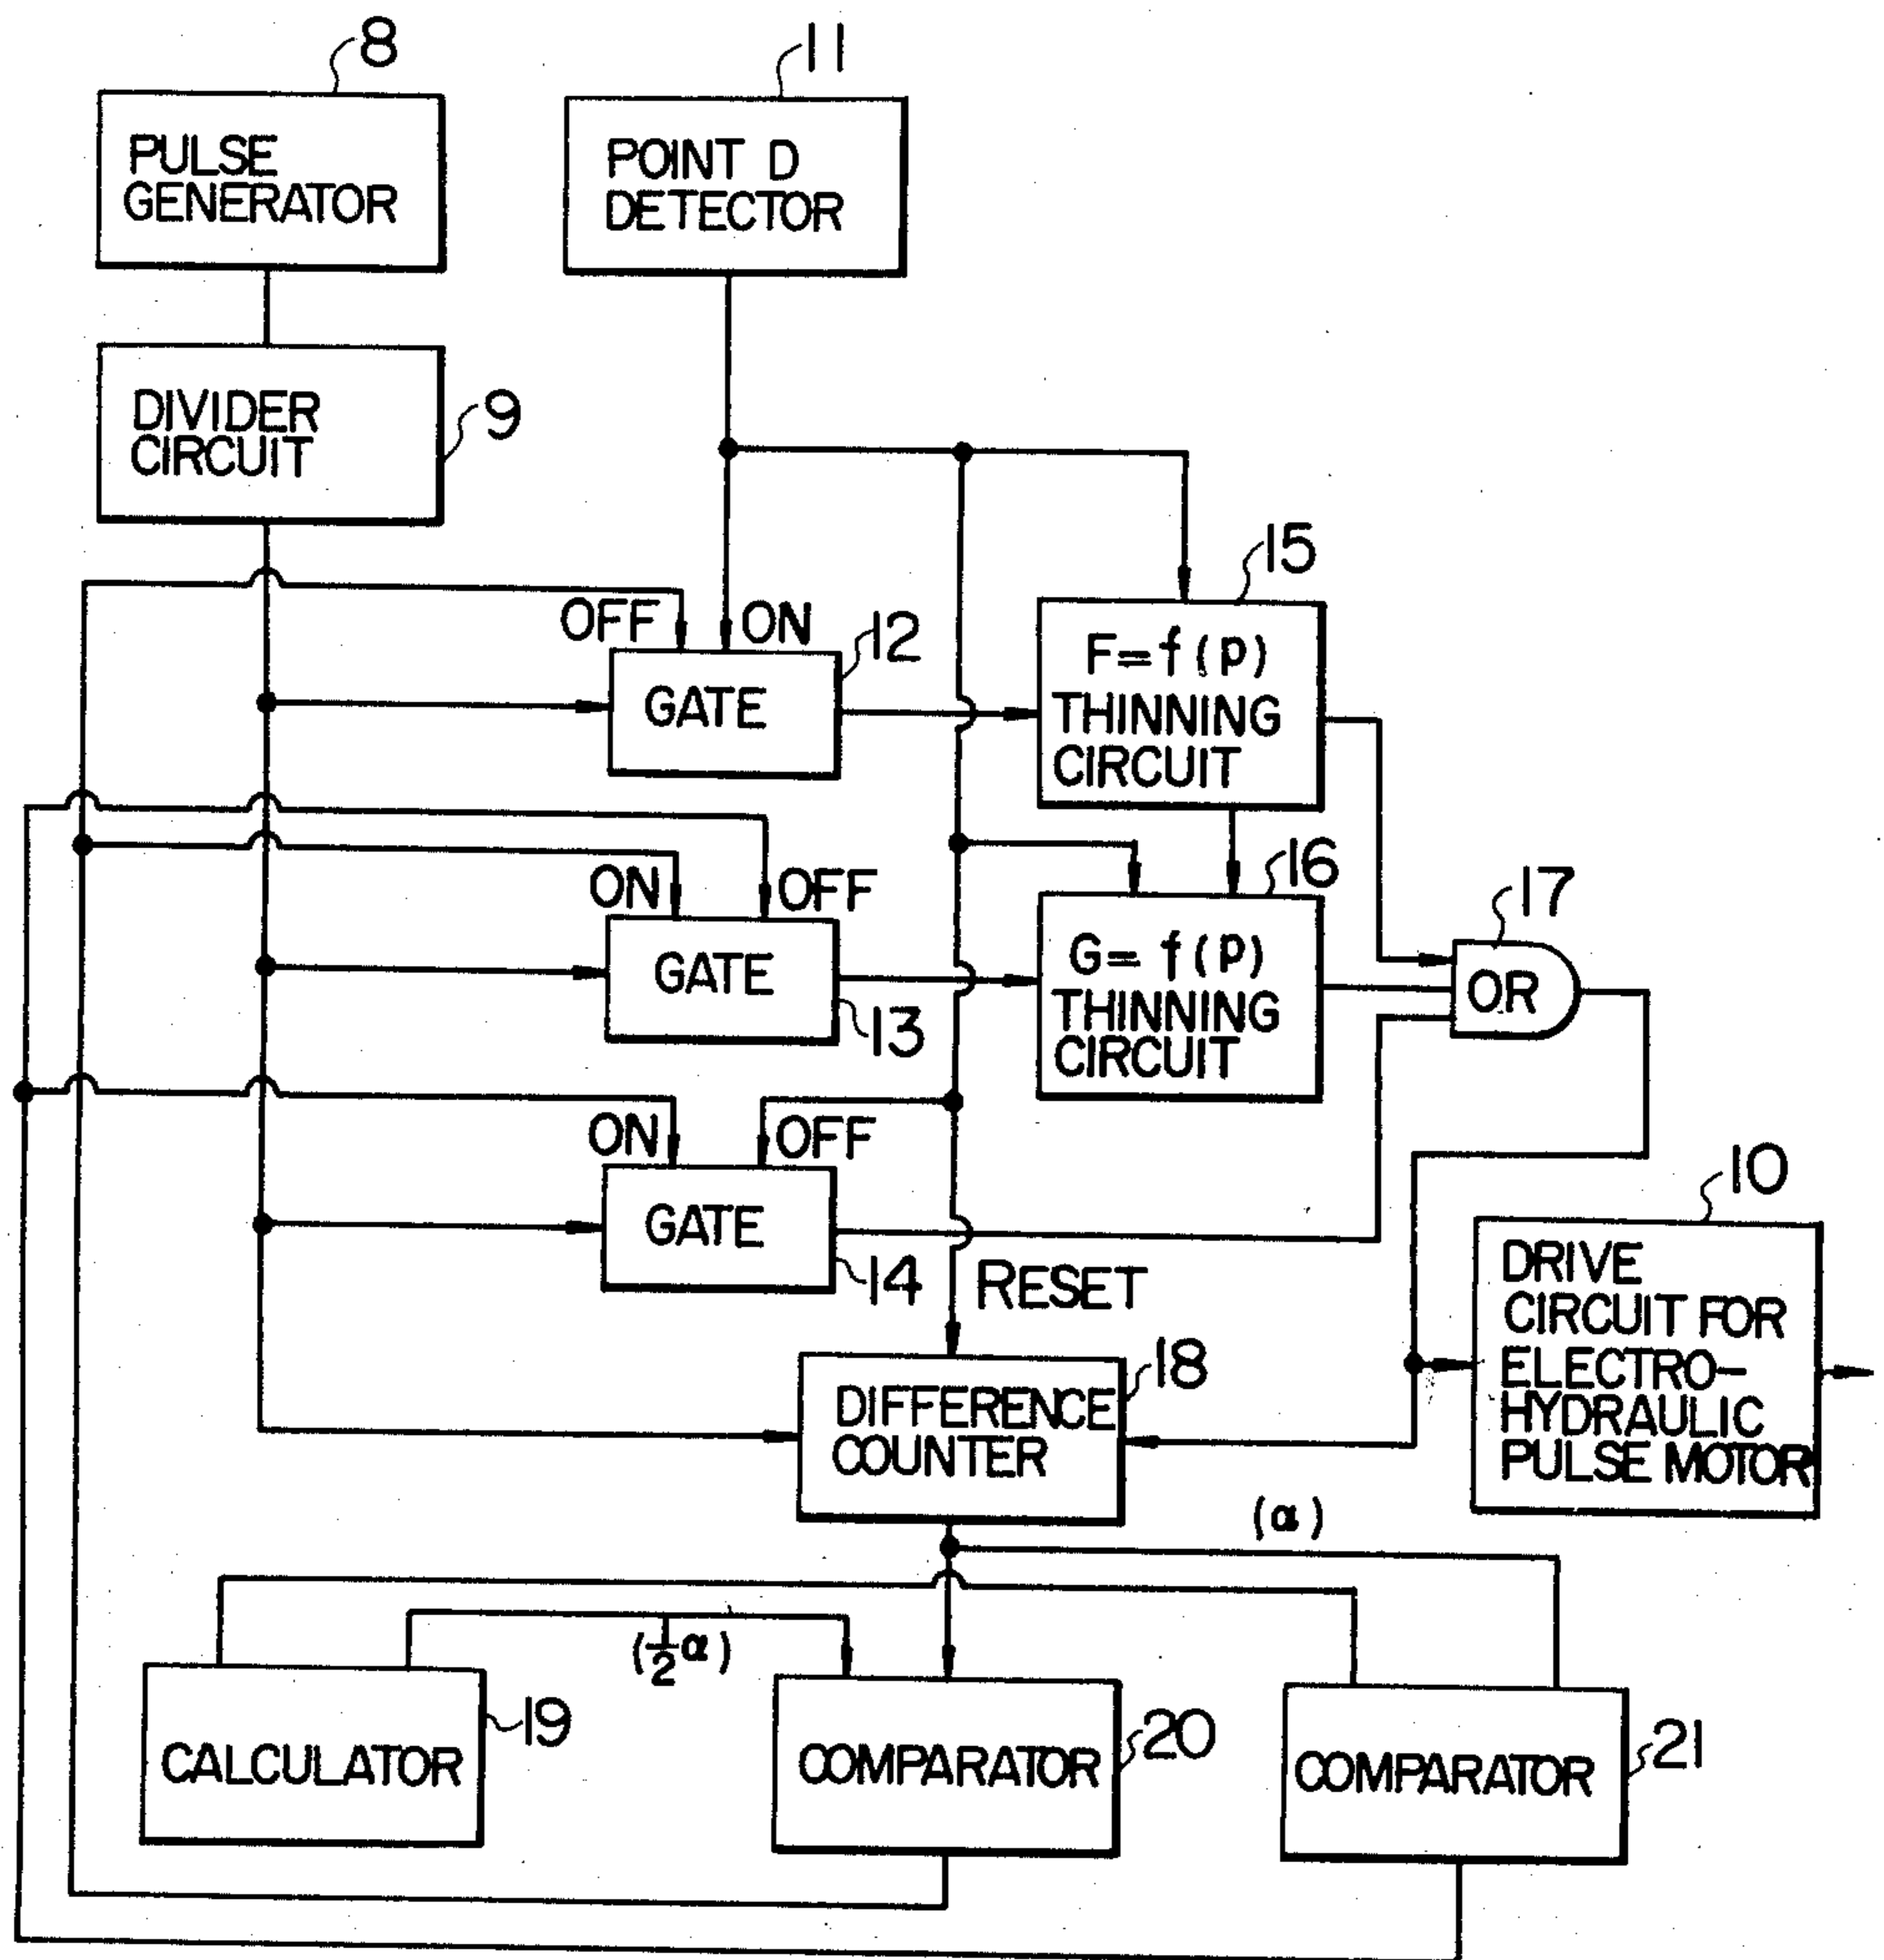 8
11
PULSE
GENERATOR
POINT D
DETECTOR
DIVIDER
CIRCUIT
9
15
OFF
ON
12
F=f(p)
THINNING
CIRCUIT
GATE
ON
OFF
16
17
GATE
13
G=f(p)
THINNING
CIRCUIT
OR
ON
OFF
10
GATE
14
RESET
DRIVE
CIRCUIT FOR
ELECTRO-
HYDRAULIC
PULSE MOTOR
18
DIFFERENCE
COUNTER
(α)
(1/2 α)
19
20
21
CALCULATOR
COMPARATOR
COMPARATOR